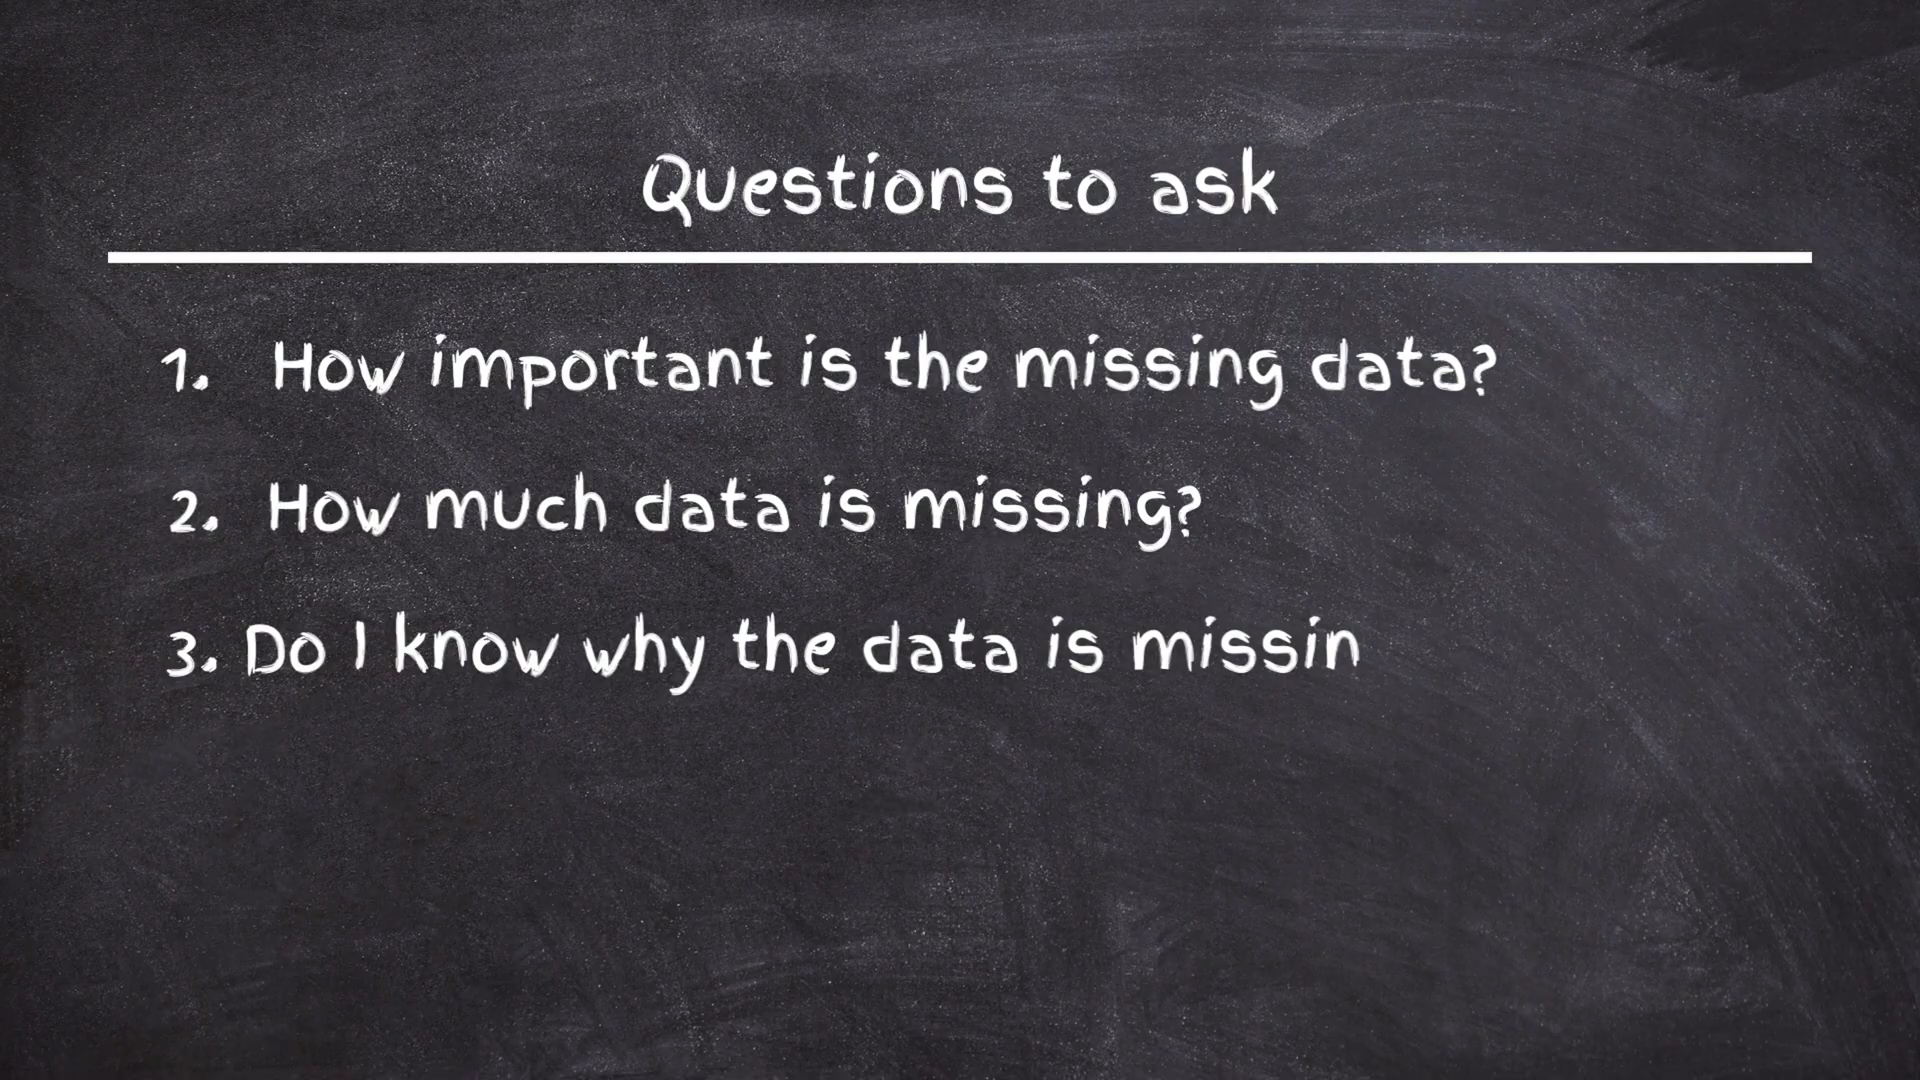 Questions to ask
1. How important is the missing data?
2. How much data is missing?
3. Do I know why the data is missin